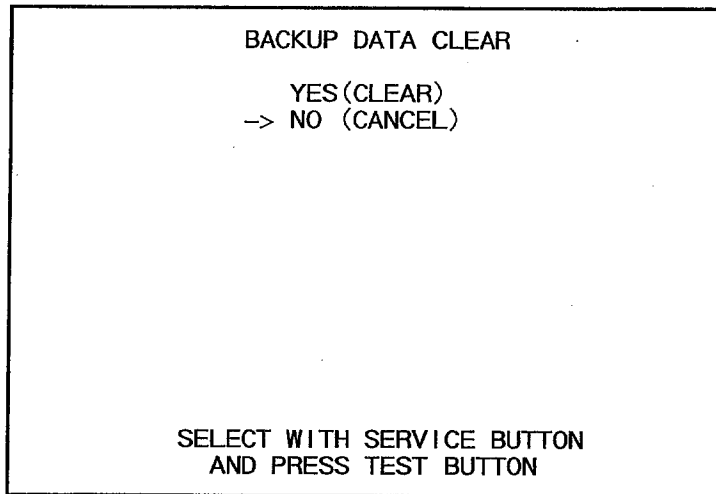 BACKUP DATA CLEAR
YES(CLEAR)
-> NO (CANCEL)
SELECT WITH SERVICE BUTTON
AND PRESS TEST BUTTON